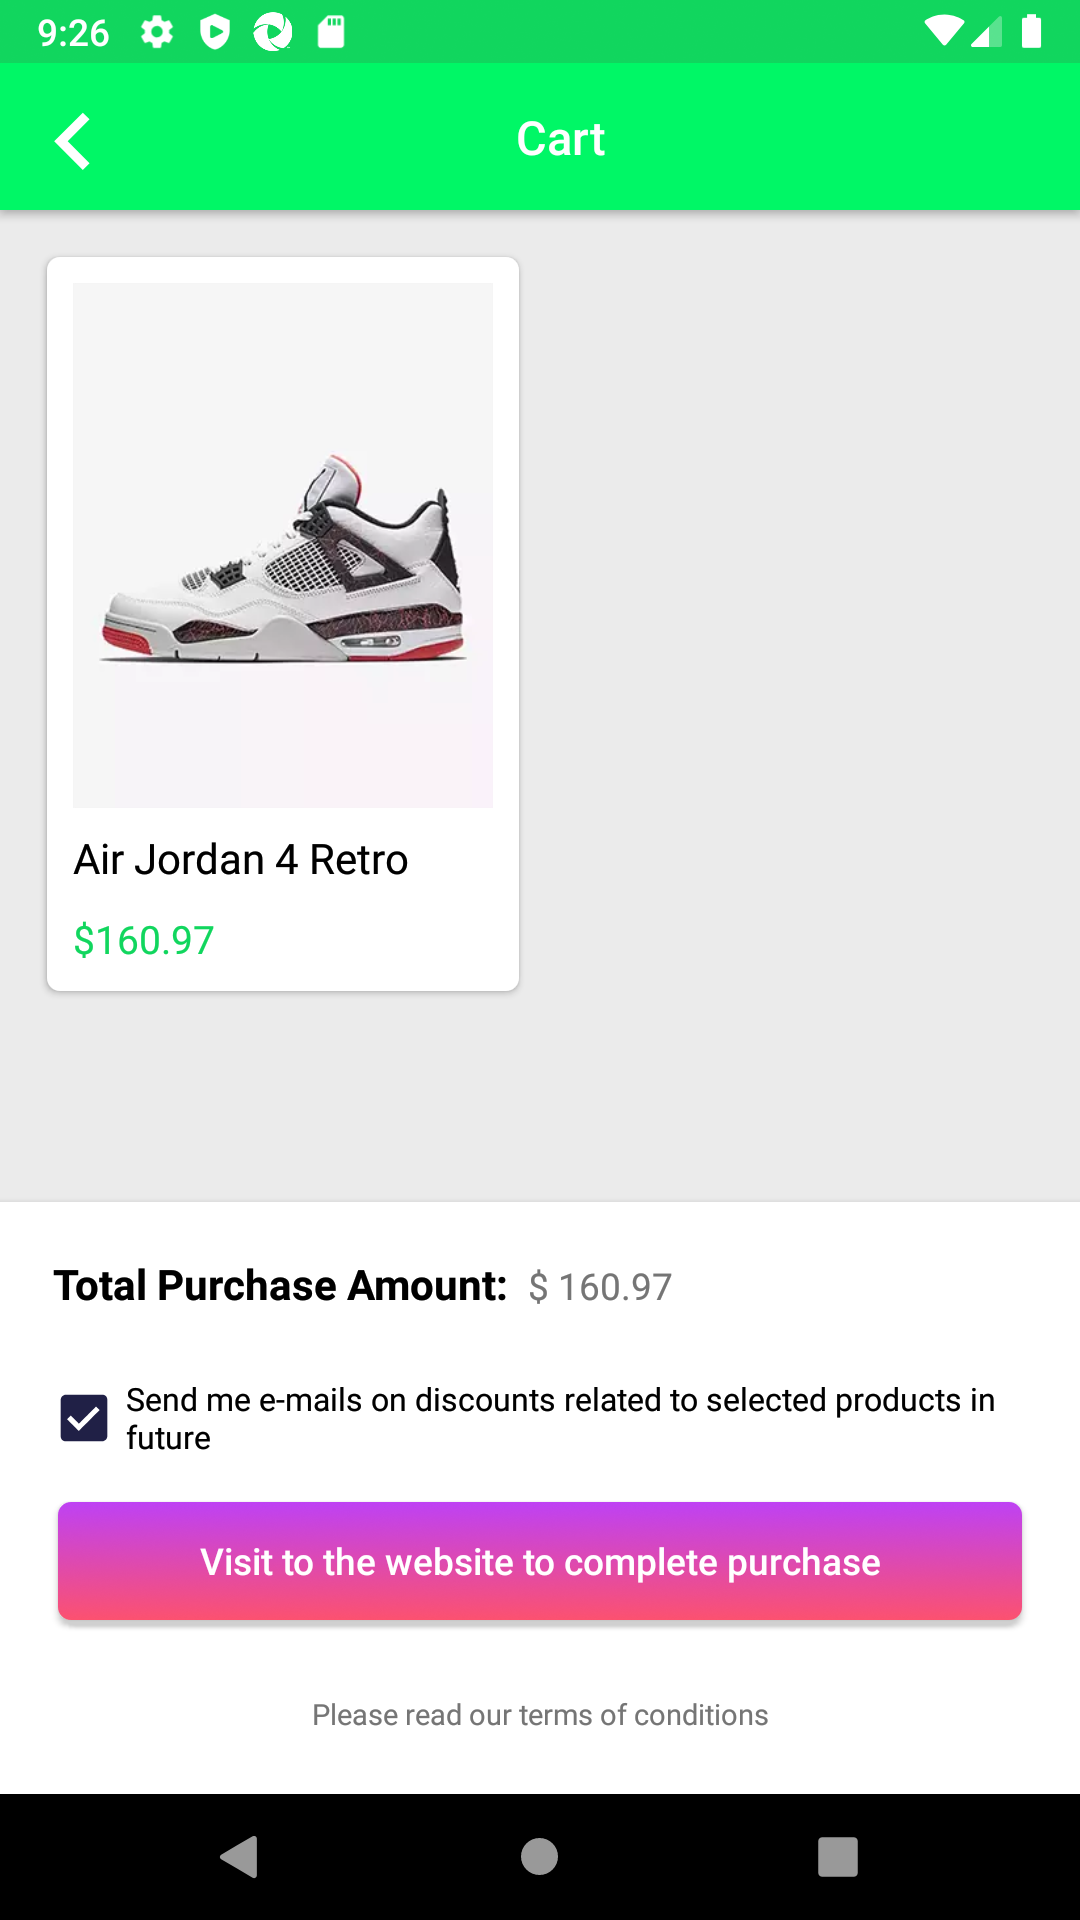 9:26
Cart
Air Jordan 4 Retro
$160.97
Total Purchase Amount: $ 160.97
Send me e-mails on discounts related to selected products in
future
Visit to the website to complete purchase
Please read our terms of conditions